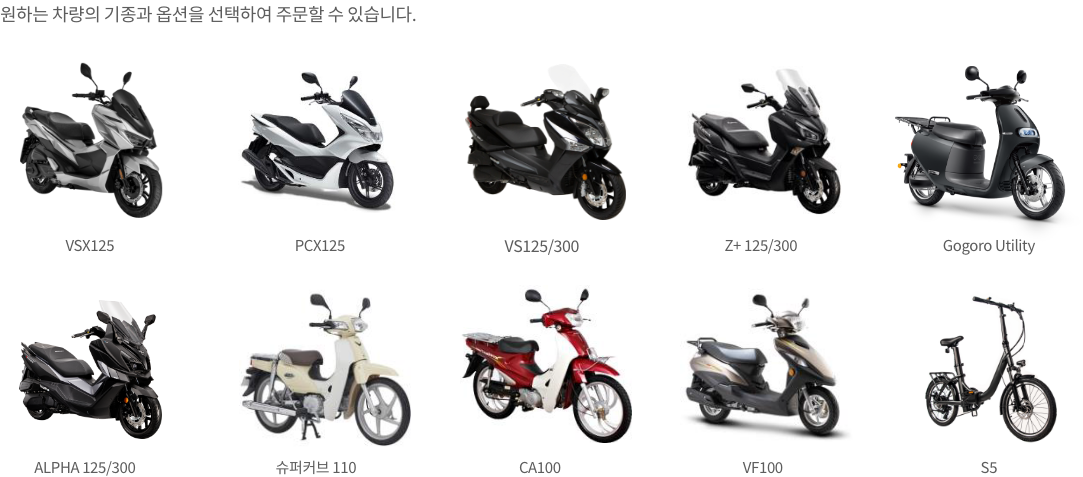 원하는 차량의 기종과 옵션을 선택하여 주문할 수 있습니다.
VSX125
PCX125
VS125/300
Z+ 125/300
Gogoro Utility
ALPHA 125/300
슈퍼커브 110
CA100
VF100
S5